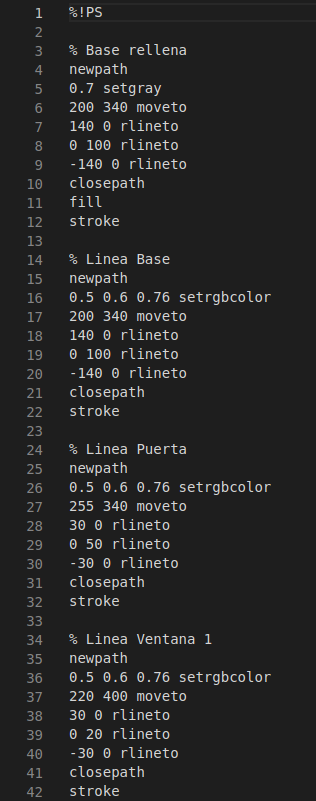 1 %!PS
2
3 % Base rellena
4 newpath
5 0.7 setgray
6 200 340 moveto
7 140 0 rlineto
8 0 100 rlineto
9 -140 0 rlineto
10 closepath
11 fill
12 stroke
13
14 % Linea Base
15 newpath
16 0.5 0.6 0.76 setrgbcolor
17 200 340 moveto
18 140 0 rlineto
19 0 100 rlineto
20 -140 0 rlineto
21 closepath
22 stroke
23
24 % Linea Puerta
25 newpath
26 0.5 0.6 0.76 setrgbcolor
27 255 340 moveto
28 30 0 rlineto
29 0 50 rlineto
30 -30 0 rlineto
31 closepath
32 stroke
33
34 % Linea Ventana 1
35 newpath
36 0.5 0.6 0.76 setrgbcolor
37 220 400 moveto
38 30 0 rlineto
39 0 20 rlineto
40 -30 0 rlineto
41 closepath
42 stroke